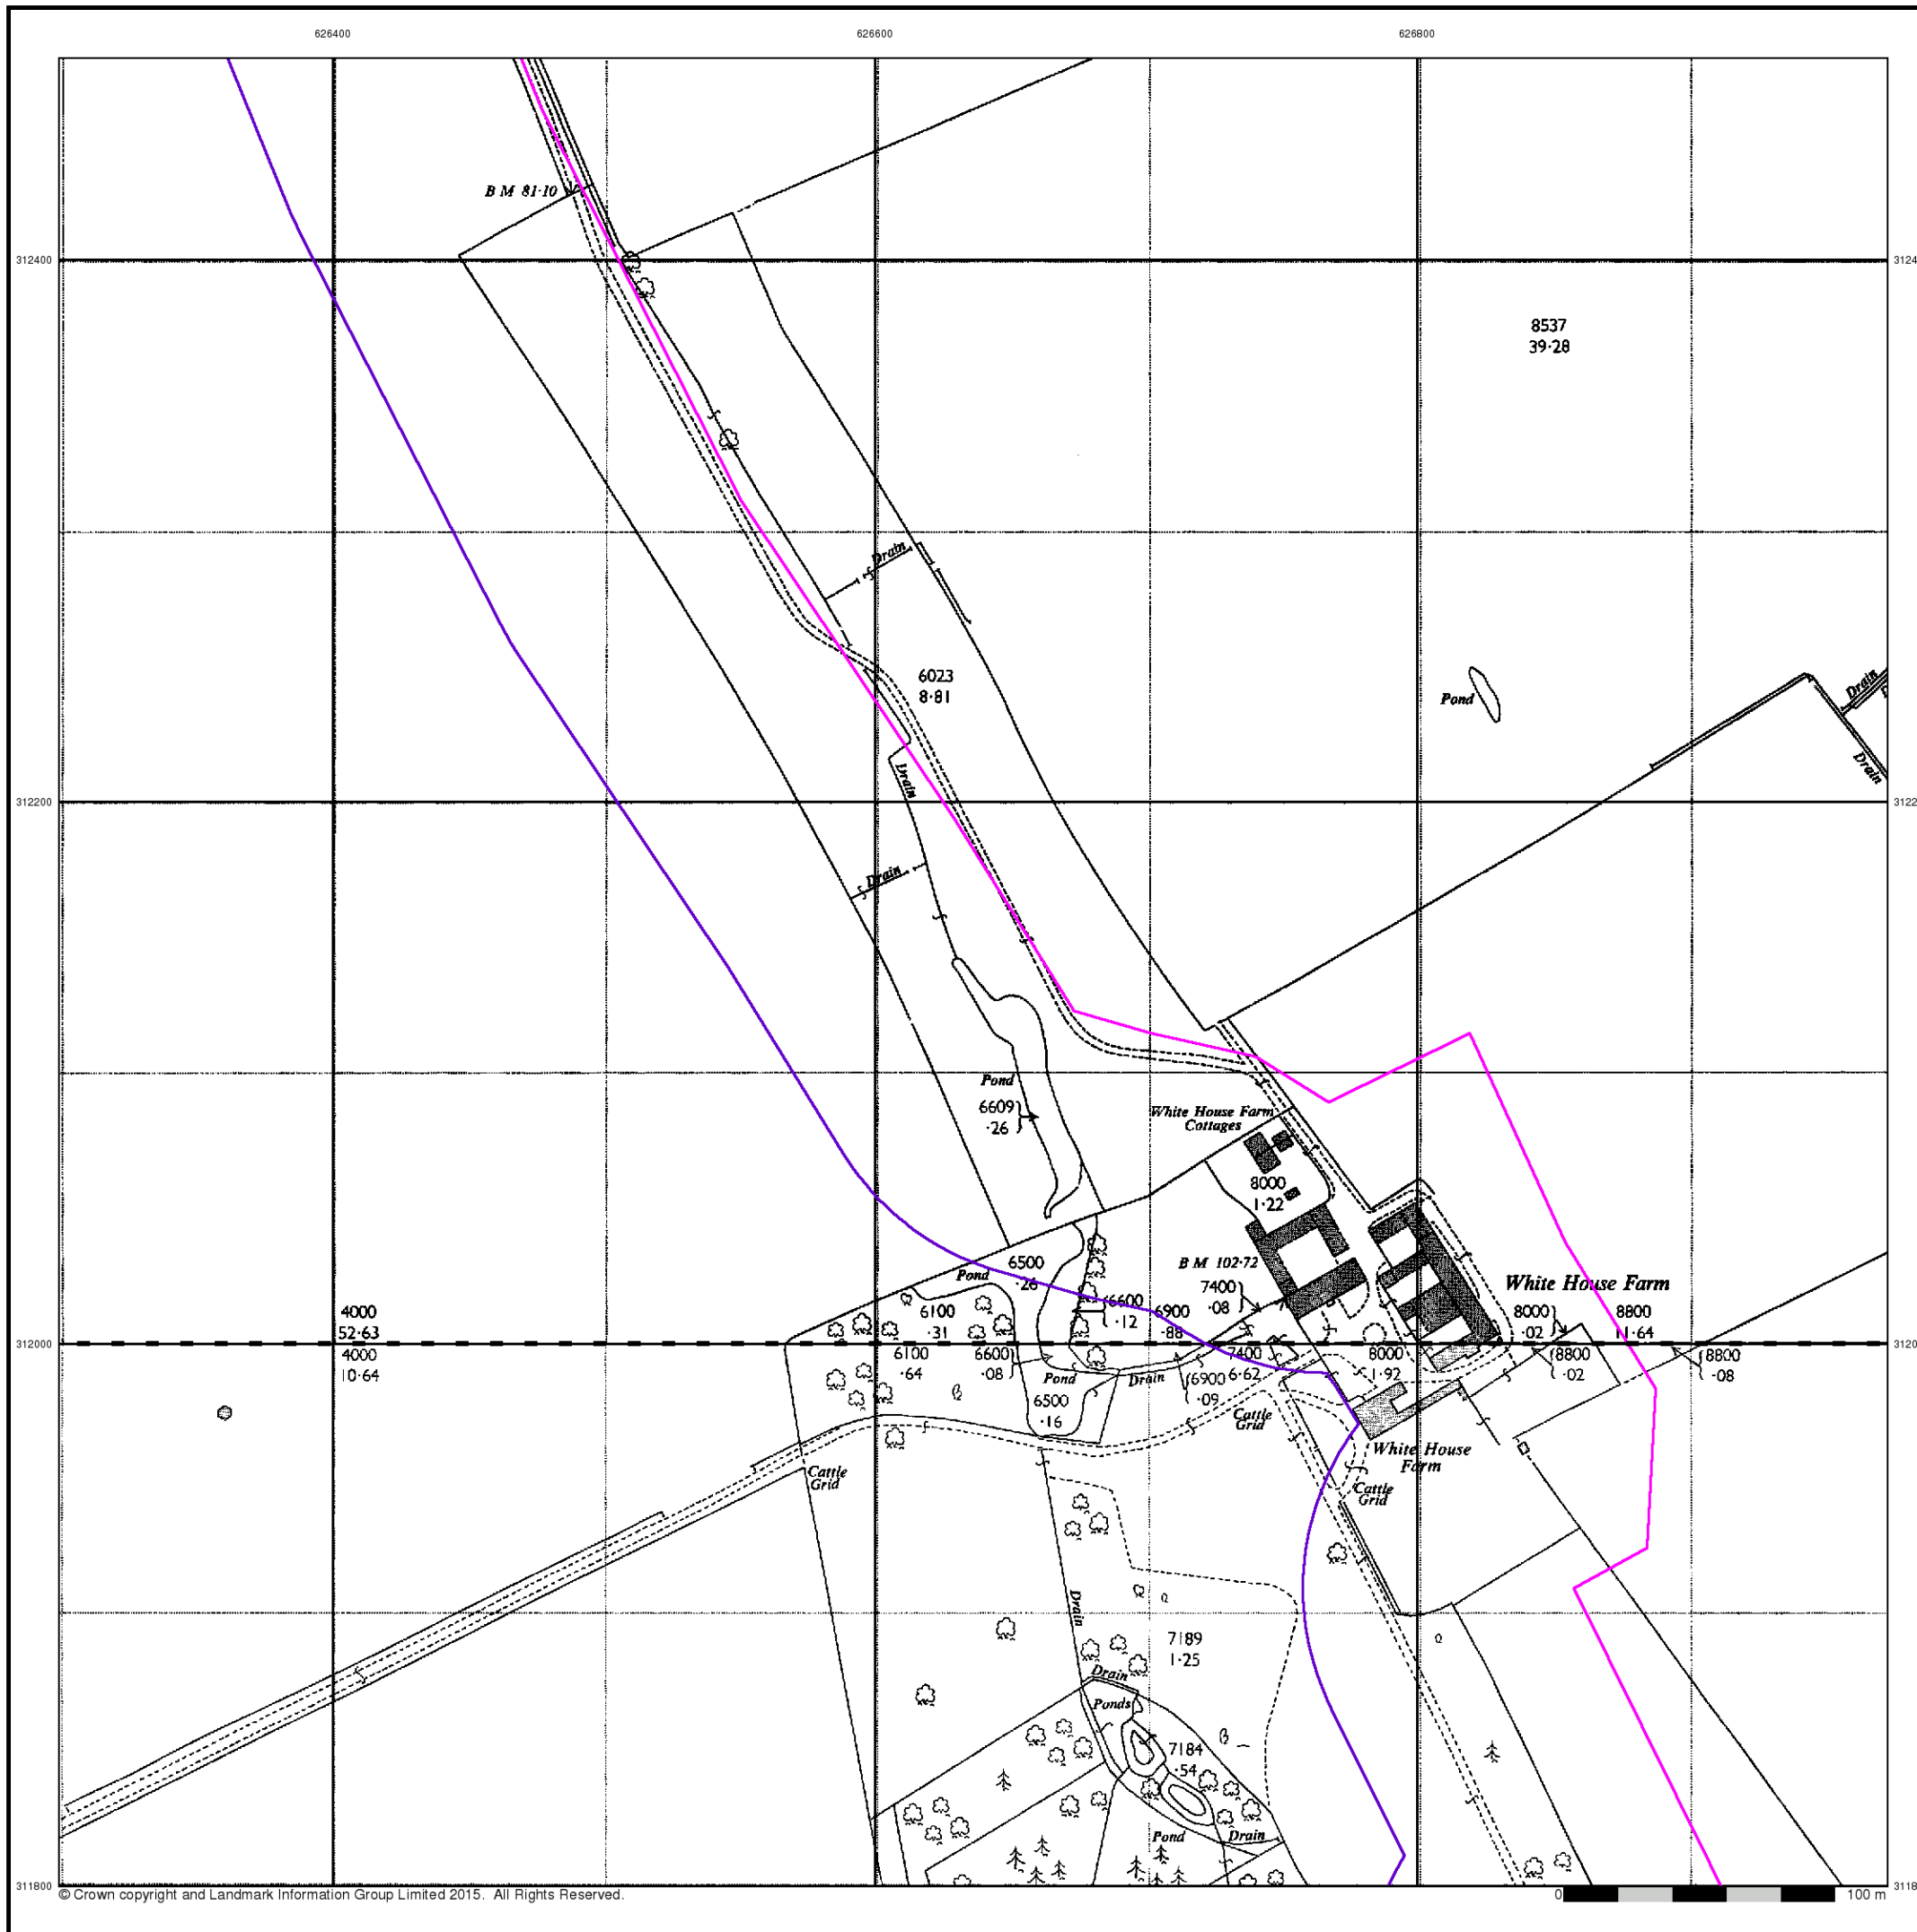 626400
626600
626800
B M 81·10
312400
3124
8537
39·28
Drain
6023
8·81
Pond
Drain
Drain
Drain
312200
3122
Drain
Pond
6609
·26
White House Farm
Cottages
8000
1·22
B M 102·72
7400
·08
6500
·26
Pond
6100
·31
6600
·12
6900
·88
White House Farm
8000
·02
8800
11·64
4000
52·63
312000
3120
4000
10·64
6100
·64
6600
·08
Pond
6500
·16
Drain
6900
·09
7400
6·62
8000
1·92
8800
·02
8800
·08
Cattle
Grid
White House
Farm
Cattle
Grid
Cattle
Grid
Drain
7189
1·25
Drain
Ponds
7184
·54
Pond
Drain
311800
3118
© Crown copyright and Landmark Information Group Limited 2015. All Rights Reserved.
0
100 m